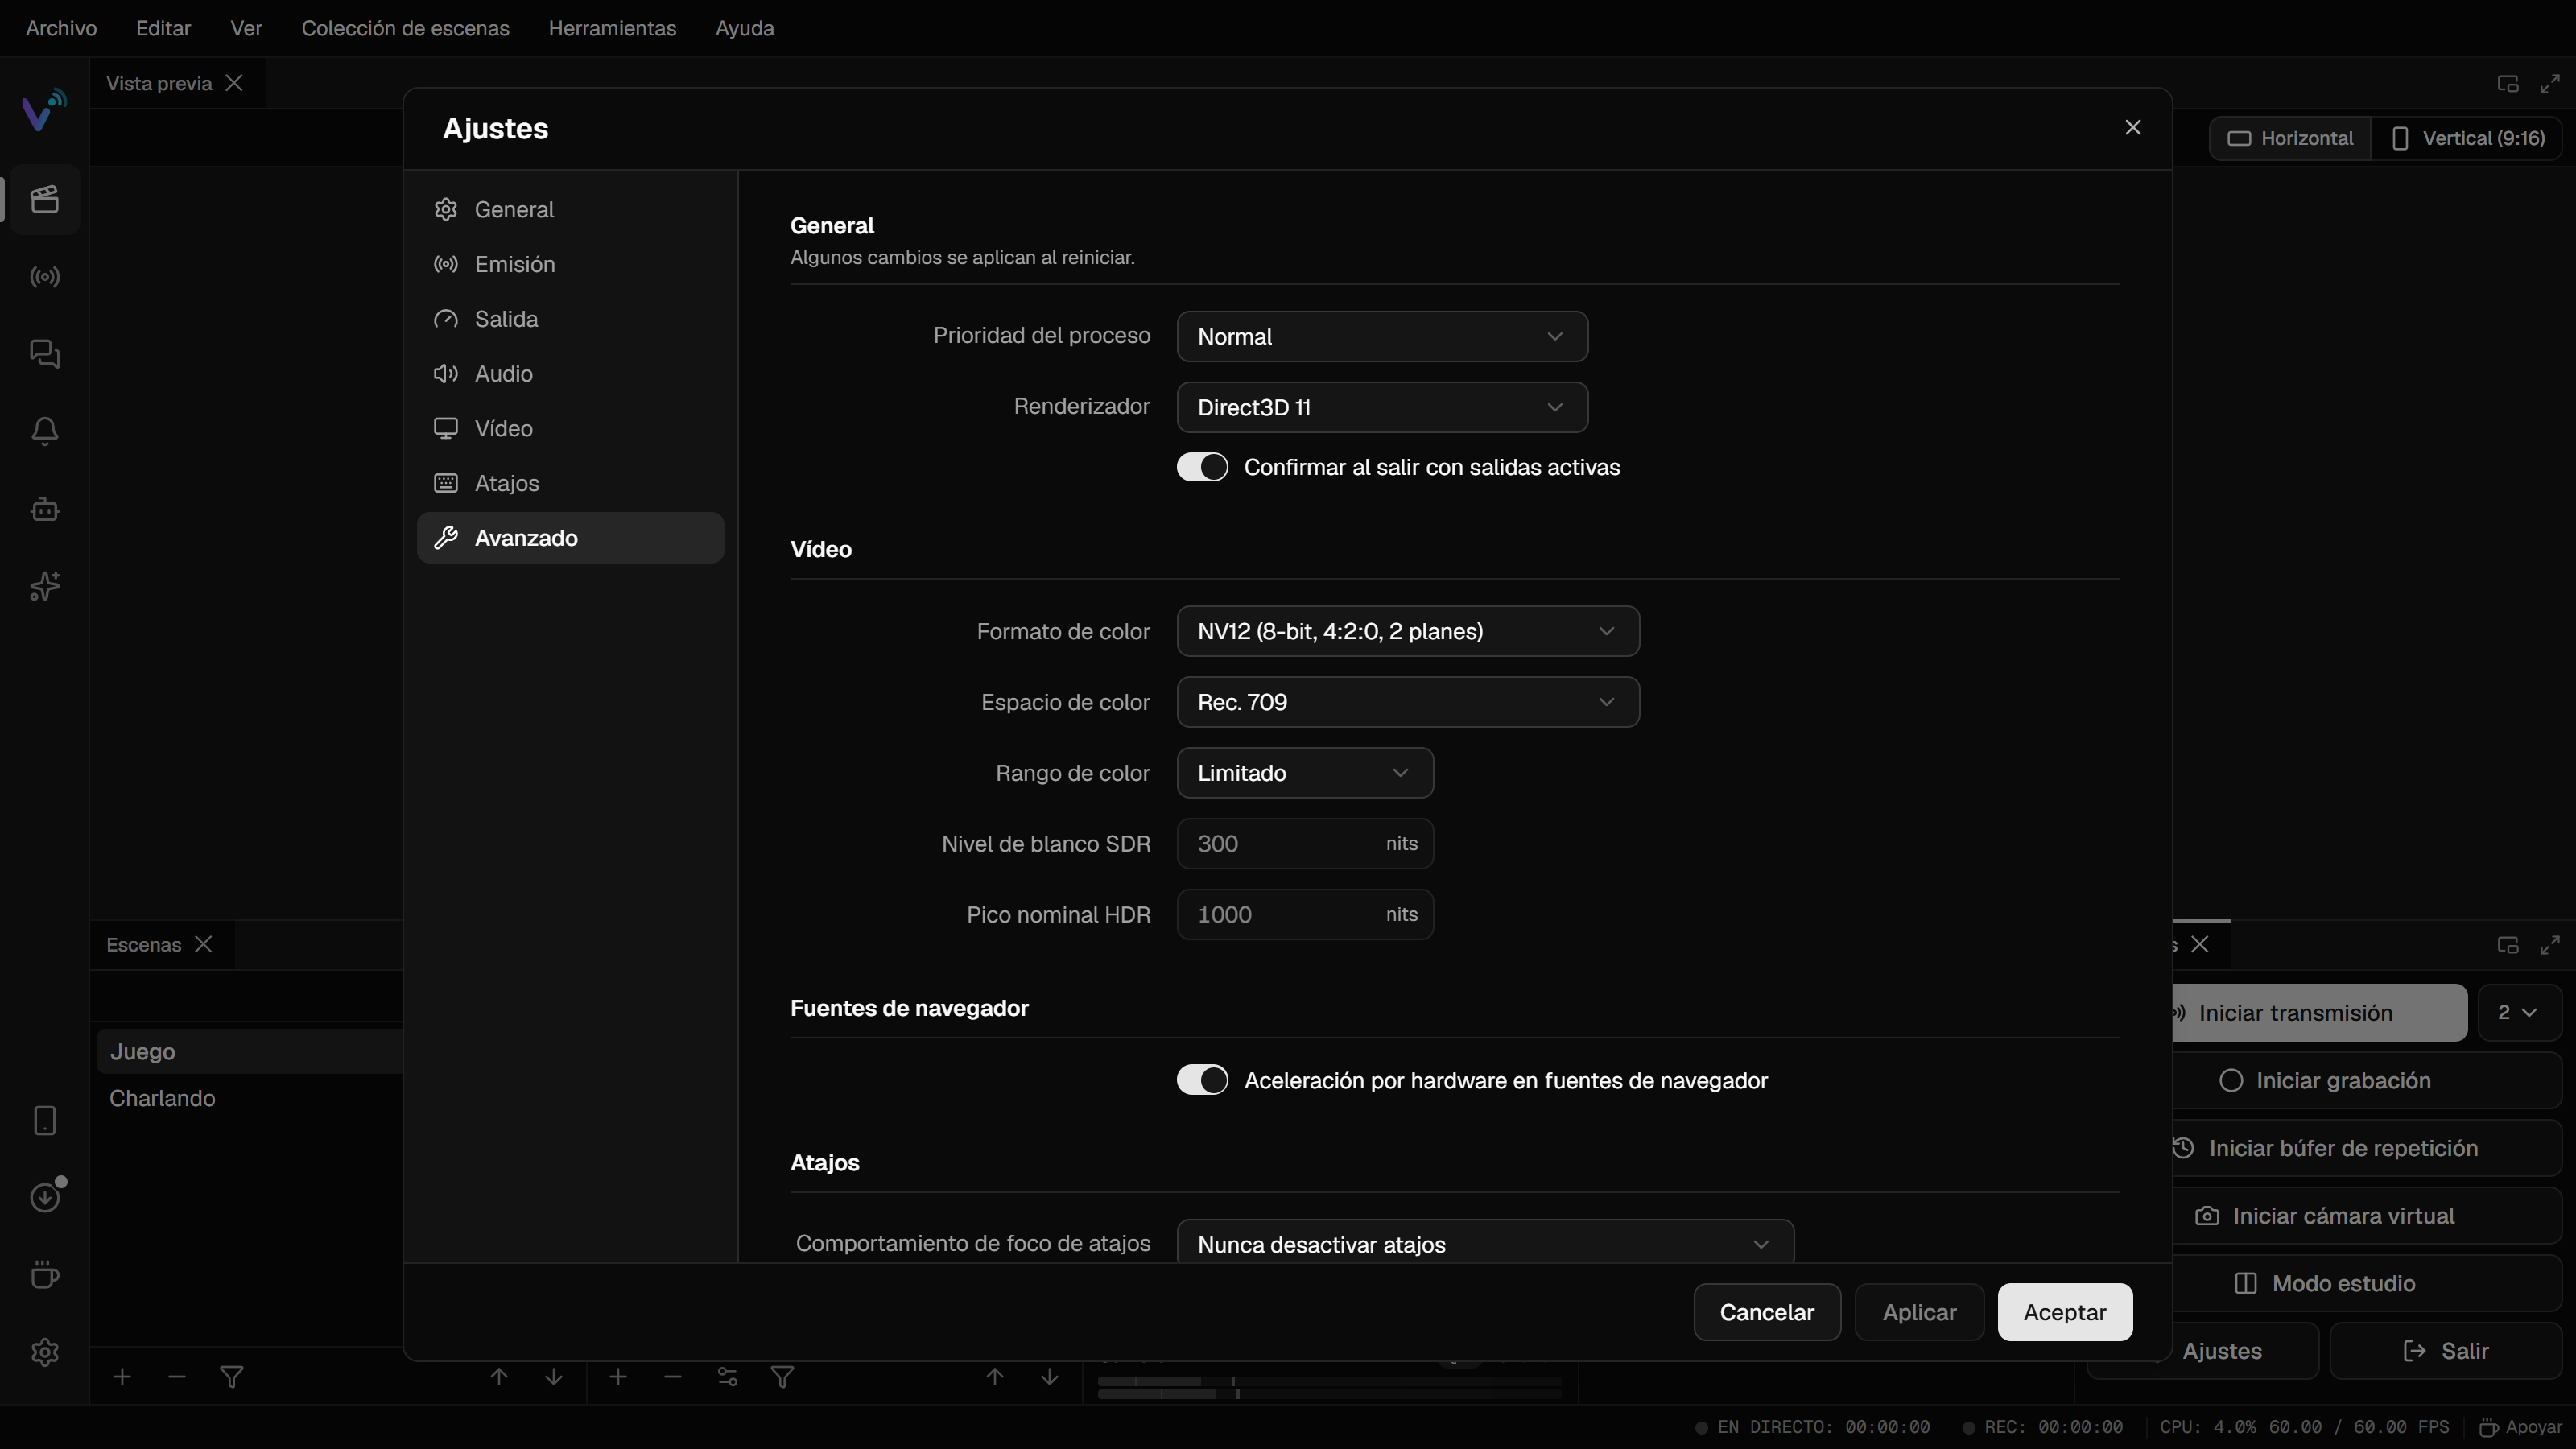 Archivo Editar Ver Colección de escenas Herramientas Ayuda
Vista previa
Horizontal Vertical (9:16)
Ajustes
General
Emisión
Salida
Audio
Vídeo
Atajos
Avanzado
General
Algunos cambios se aplican al reiniciar.
Prioridad del proceso Normal
Renderizador Direct3D 11
Confirmar al salir con salidas activas
Vídeo
Formato de color NV12 (8-bit, 4:2:0, 2 planes)
Espacio de color Rec. 709
Rango de color Limitado
Nivel de blanco SDR 300 nits
Pico nominal HDR 1000 nits
Fuentes de navegador
Aceleración por hardware en fuentes de navegador
Atajos
Comportamiento de foco de atajos Nunca desactivar atajos
Cancelar Aplicar Aceptar
Escenas
Juego
Charlando
Iniciar transmisión 2
Iniciar grabación
Iniciar búfer de repetición
Iniciar cámara virtual
Modo estudio
Ajustes Salir
EN DIRECTO: 00:00:00 REC: 00:00:00 CPU: 4.0% 60.00 / 60.00 FPS Apoyar